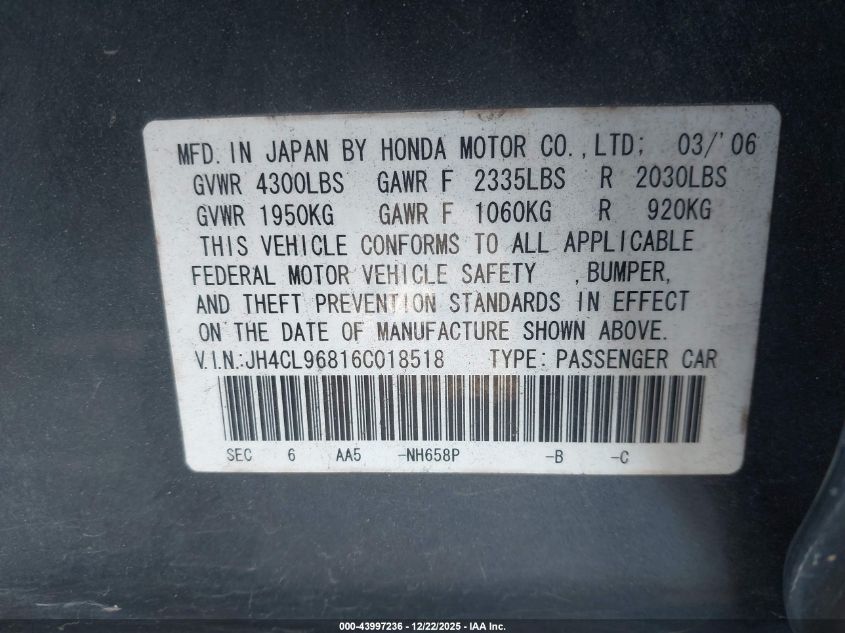 MFD. IN JAPAN BY HONDA MOTOR CO.,LTD; 03/'06
GVWR 4300LBS GAWR F 2335LBS R 2030LBS
GVWR 1950KG GAWR F 1060KG R 920KG
THIS VEHICLE CONFORMS TO ALL APPLICABLE
FEDERAL MOTOR VEHICLE SAFETY ,BUMPER,
AND THEFT PREVENTION STANDARDS IN EFFECT
ON THE DATE OF MANUFACTURE SHOWN ABOVE.
V.I.N.:JH4CL96816C018518 TYPE: PASSENGER CAR
SEC 6 AA5 -NH658P -B -C
000-43997236 - 12/22/2025 - IAA Inc.